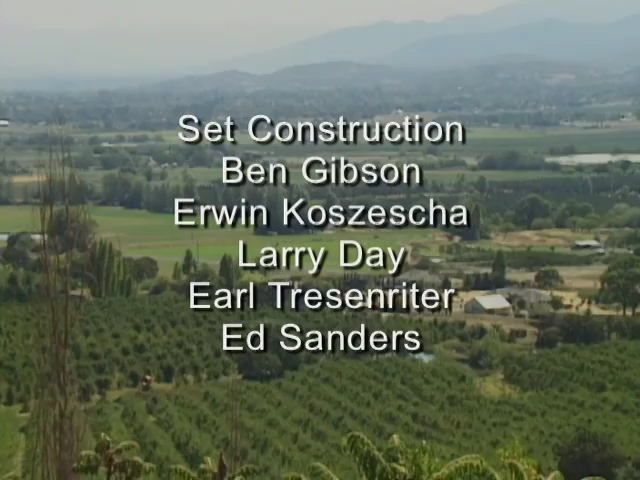 Set Construction
Ben Gibson
Erwin Koszescha
Larry Day
Earl Tresenriter
Ed Sanders